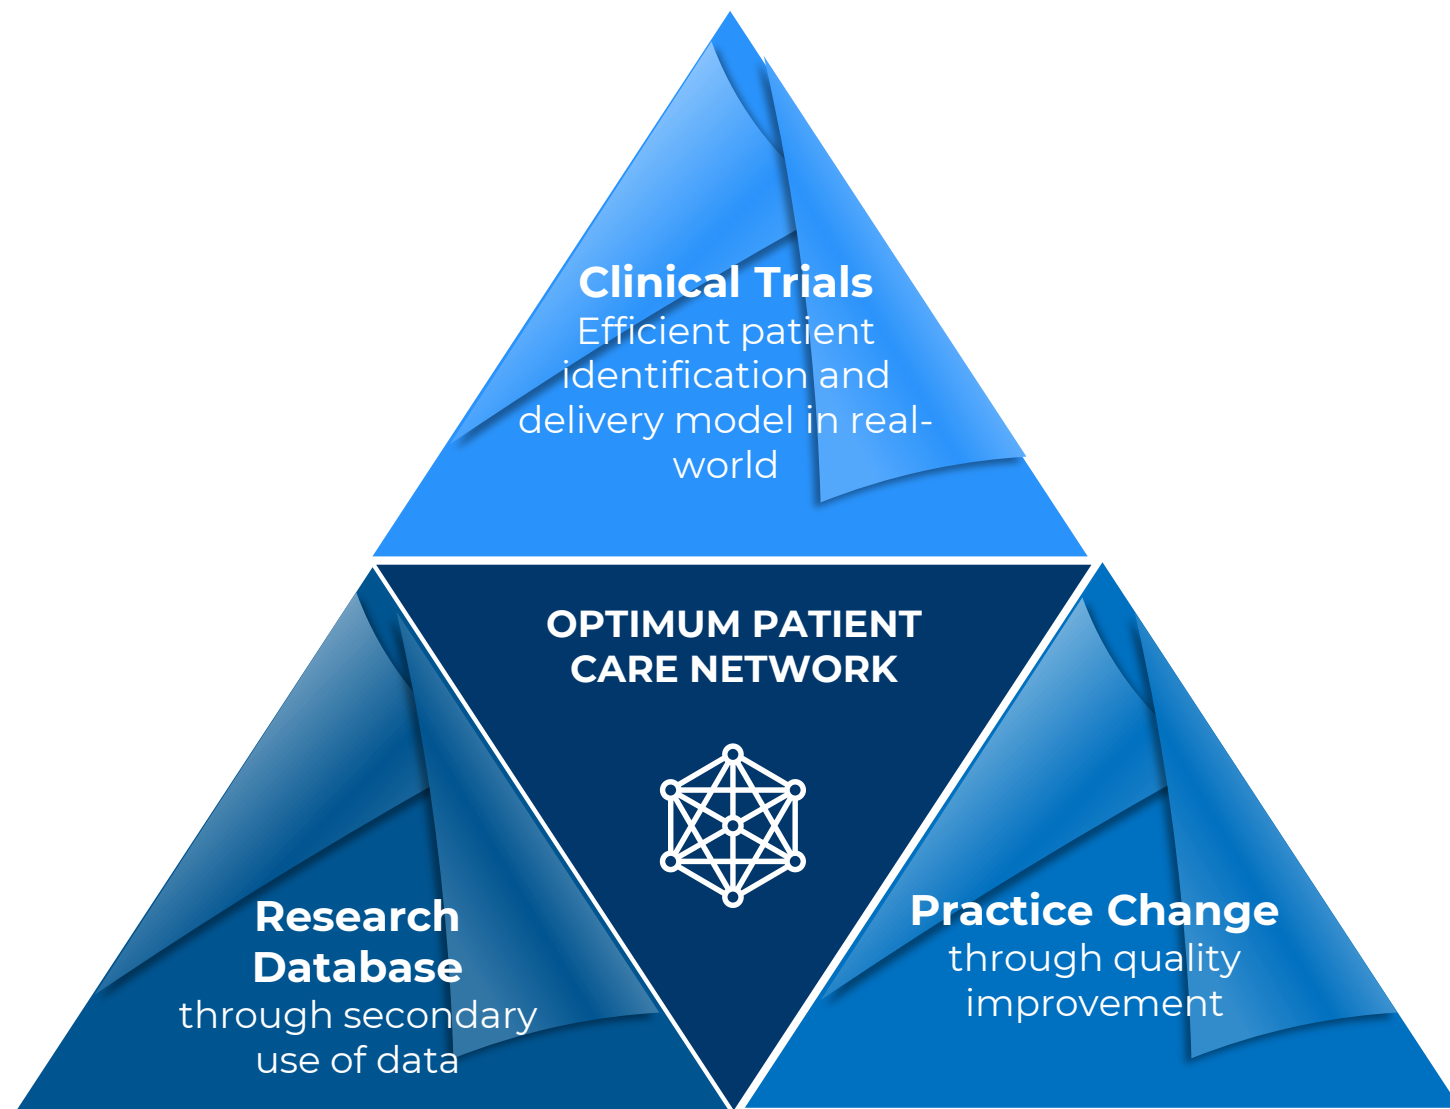 Clinical Trials
Efficient patient
identification and
delivery model in real-
world
OPTIMUM PATIENT
CARE NETWORK
Research
Database
through secondary
use of data
Practice Change
through quality
improvement